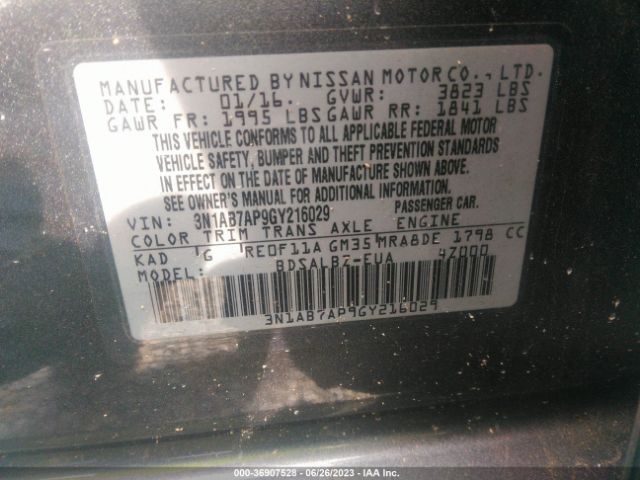 MANUFACTURED BY NISSAN MOTOR CO., LTD.
DATE: 01/16. GVWR: 3823 LBS
GAWR FR: 1995 LBS GAWR RR: 1841 LBS
THIS VEHICLE CONFORMS TO ALL APPLICABLE FEDERAL MOTOR
VEHICLE SAFETY, BUMPER AND THEFT PREVENTION STANDARDS
IN EFFECT ON THE DATE OF MANUFACTURE SHOWN ABOVE.
SEE OWNER'S MANUAL FOR ADDITIONAL INFORMATION.
VIN: 3N1AB7AP9GY216029 PASSENGER CAR.
COLOR TRIM TRANS AXLE ENGINE
KAD G RE0F11A GM35 MRA8DE 1798 CC
MODEL: BDSALBZ-EUA 4Z000
3N1AB7AP9GY216029
000-36907528 - 06/26/2023 - IAA Inc.